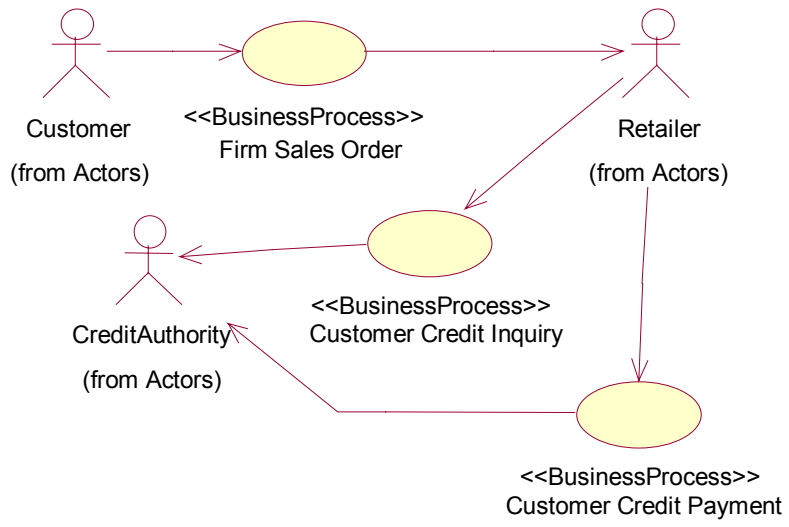 Customer
(from Actors)
<<BusinessProcess>>
Firm Sales Order
Retailer
(from Actors)
CreditAuthority
(from Actors)
<<BusinessProcess>>
Customer Credit Inquiry
<<BusinessProcess>>
Customer Credit Payment